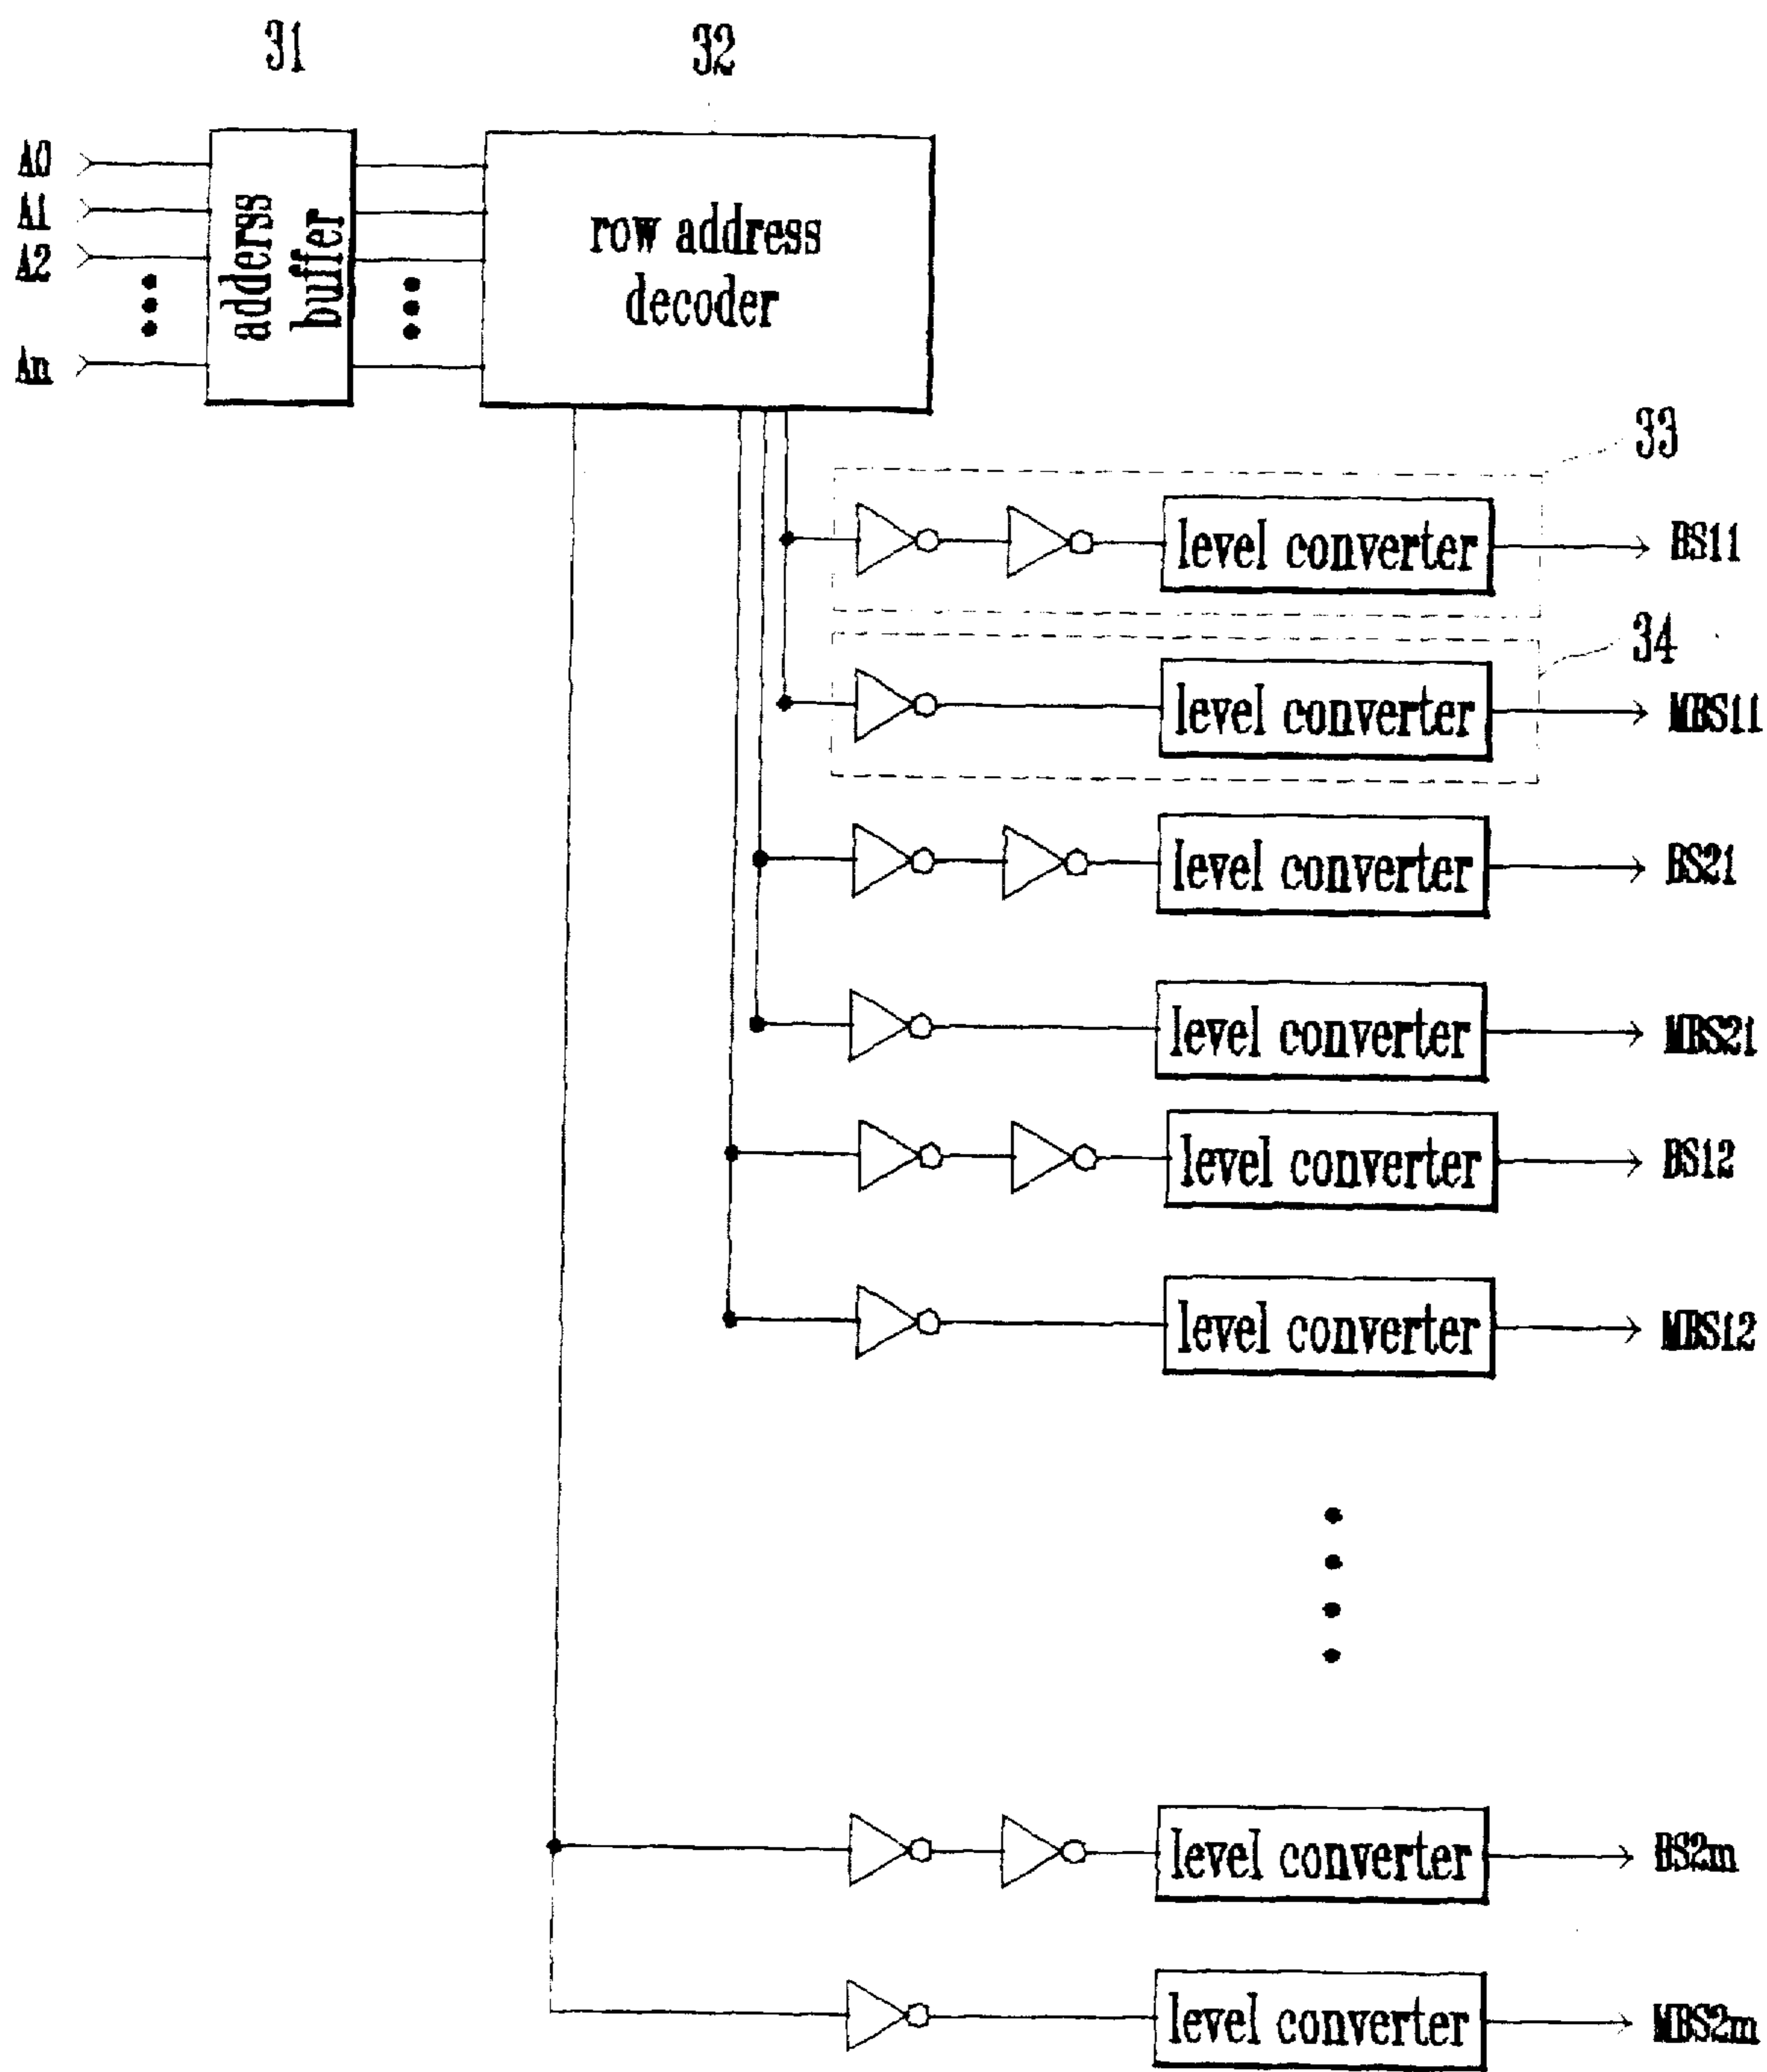 31
32
A0
A1
A2
An
adderss
buffer
row address
decoder
33
level converter
BS11
34
level converter
MBS11
level converter
BS21
level converter
MBS21
level converter
BS12
level converter
MBS12
level converter
BS2m
level converter
MBS2m